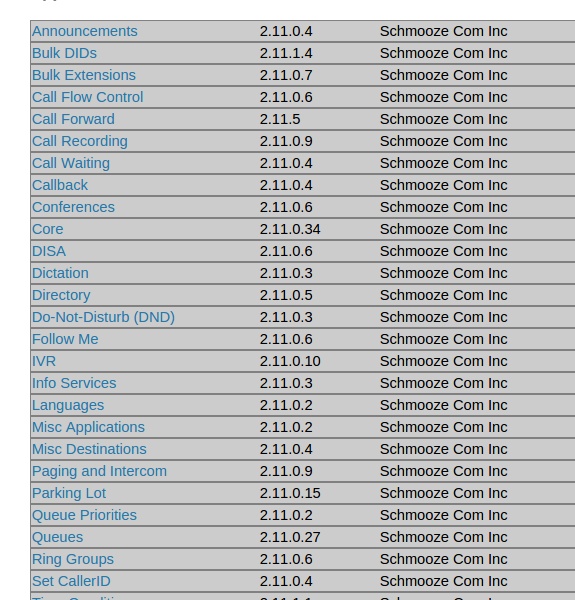 Announcements 2.11.0.4 Schmooze Com Inc
Bulk DIDs 2.11.1.4 Schmooze Com Inc
Bulk Extensions 2.11.0.7 Schmooze Com Inc
Call Flow Control 2.11.0.6 Schmooze Com Inc
Call Forward 2.11.5 Schmooze Com Inc
Call Recording 2.11.0.9 Schmooze Com Inc
Call Waiting 2.11.0.4 Schmooze Com Inc
Callback 2.11.0.4 Schmooze Com Inc
Conferences 2.11.0.6 Schmooze Com Inc
Core 2.11.0.34 Schmooze Com Inc
DISA 2.11.0.6 Schmooze Com Inc
Dictation 2.11.0.3 Schmooze Com Inc
Directory 2.11.0.5 Schmooze Com Inc
Do-Not-Disturb (DND) 2.11.0.3 Schmooze Com Inc
Follow Me 2.11.0.6 Schmooze Com Inc
IVR 2.11.0.10 Schmooze Com Inc
Info Services 2.11.0.3 Schmooze Com Inc
Languages 2.11.0.2 Schmooze Com Inc
Misc Applications 2.11.0.2 Schmooze Com Inc
Misc Destinations 2.11.0.4 Schmooze Com Inc
Paging and Intercom 2.11.0.9 Schmooze Com Inc
Parking Lot 2.11.0.15 Schmooze Com Inc
Queue Priorities 2.11.0.2 Schmooze Com Inc
Queues 2.11.0.27 Schmooze Com Inc
Ring Groups 2.11.0.6 Schmooze Com Inc
Set CallerID 2.11.0.4 Schmooze Com Inc